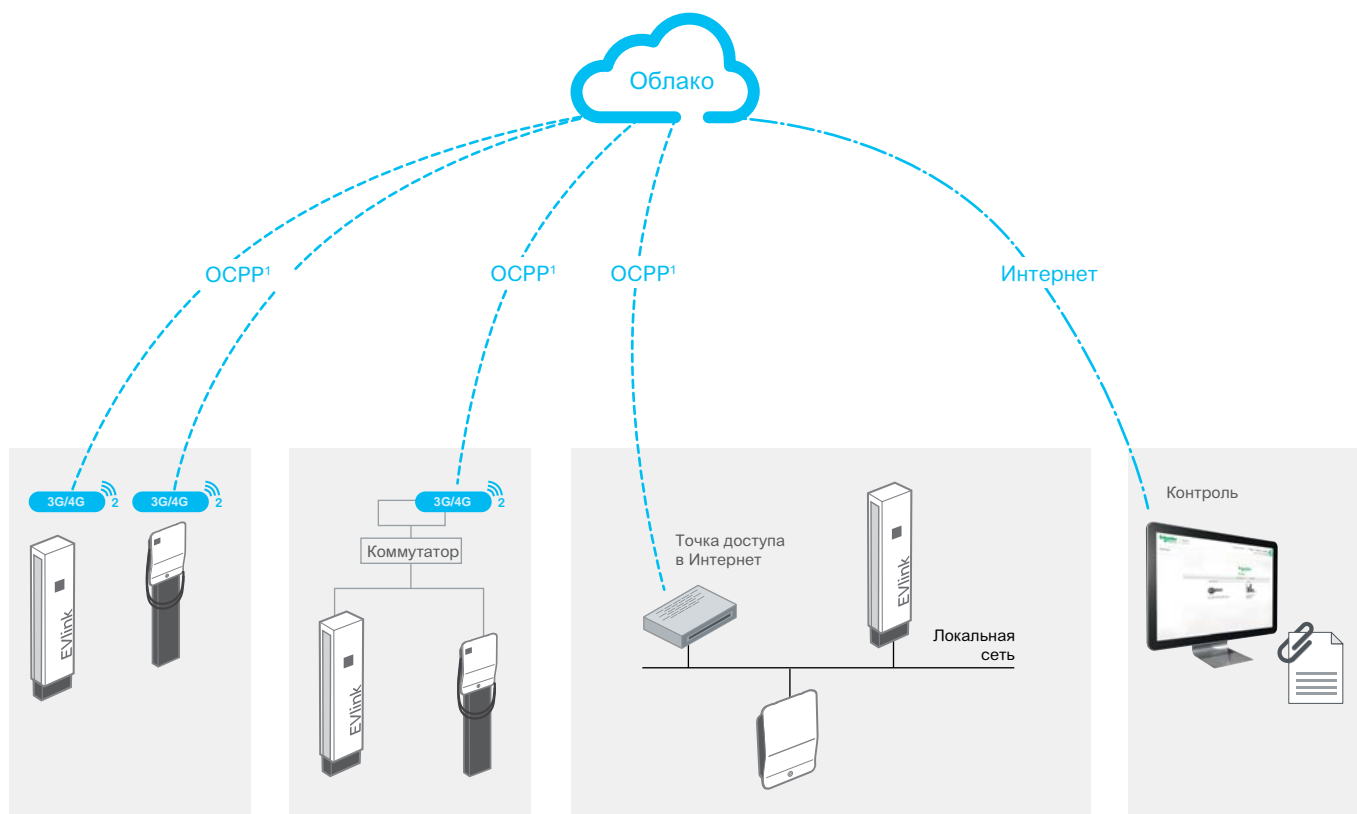 Облако
OCPP¹
OCPP¹
OCPP¹
Интернет
3G/4G
2
3G/4G
2
3G/4G
2
Контроль
Коммутатор
Точка доступа
в Интернет
EVlink
EVlink
EVlink
Локальная
сеть